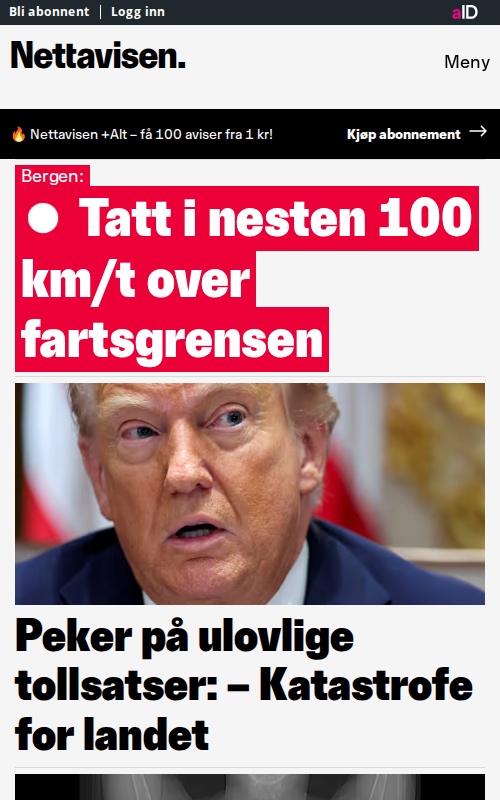 Bli abonnent | Logg inn
aID
Nettavisen.
Meny
🔥 Nettavisen +Alt – få 100 aviser fra 1 kr!
Kjøp abonnement →
Bergen:
Tatt i nesten 100
km/t over
fartsgrensen
Peker på ulovlige
tollsatser: – Katastrofe
for landet